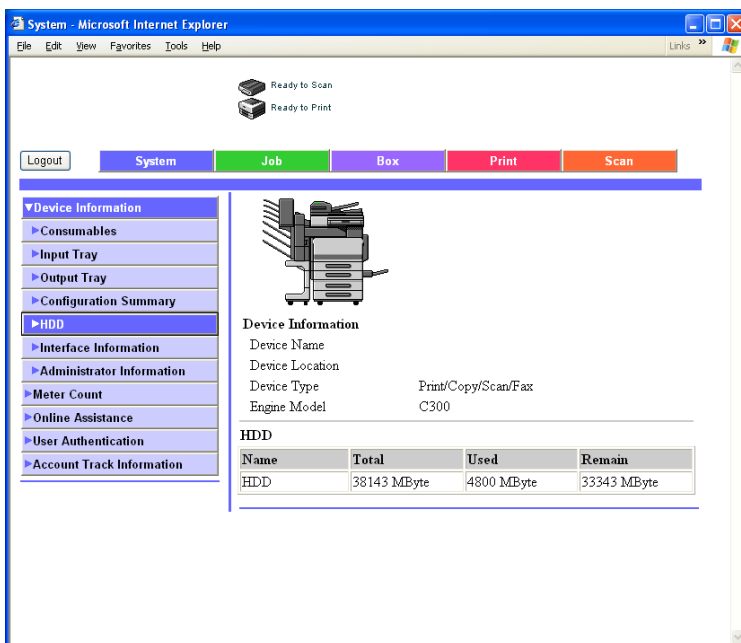 System - Microsoft Internet Explorer
File Edit View Favorites Tools Help Links »
Ready to Scan
Ready to Print
Logout System Job Box Print Scan
Device Information
Consumables
Input Tray
Output Tray
Configuration Summary
HDD
Interface Information
Administrator Information
Meter Count
Online Assistance
User Authentication
Account Track Information
Device Information
Device Name
Device Location
Device Type Print/Copy/Scan/Fax
Engine Model C300
HDD
Name Total Used Remain
HDD 38143 MByte 4800 MByte 33343 MByte